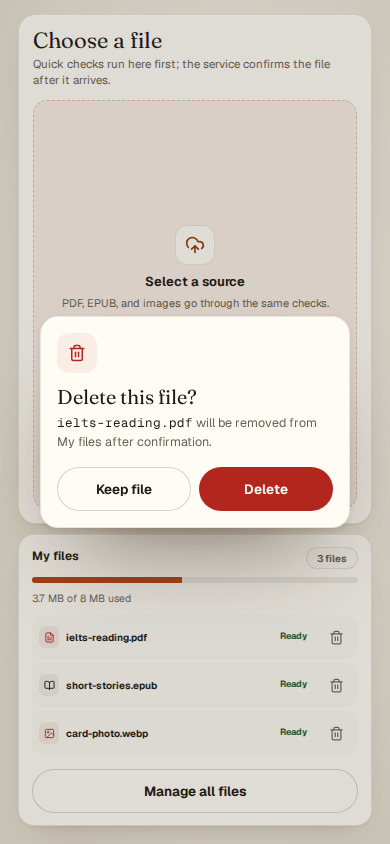 Choose a file
Quick checks run here first; the service confirms the file
after it arrives.
Select a source
PDF, EPUB, and images go through the same checks.
Delete this file?
ielts-reading.pdf will be removed from
My files after confirmation.
Keep file
Delete
My files
3 files
3.7 MB of 8 MB used
ielts-reading.pdf
Ready
short-stories.epub
Ready
card-photo.webp
Ready
Manage all files